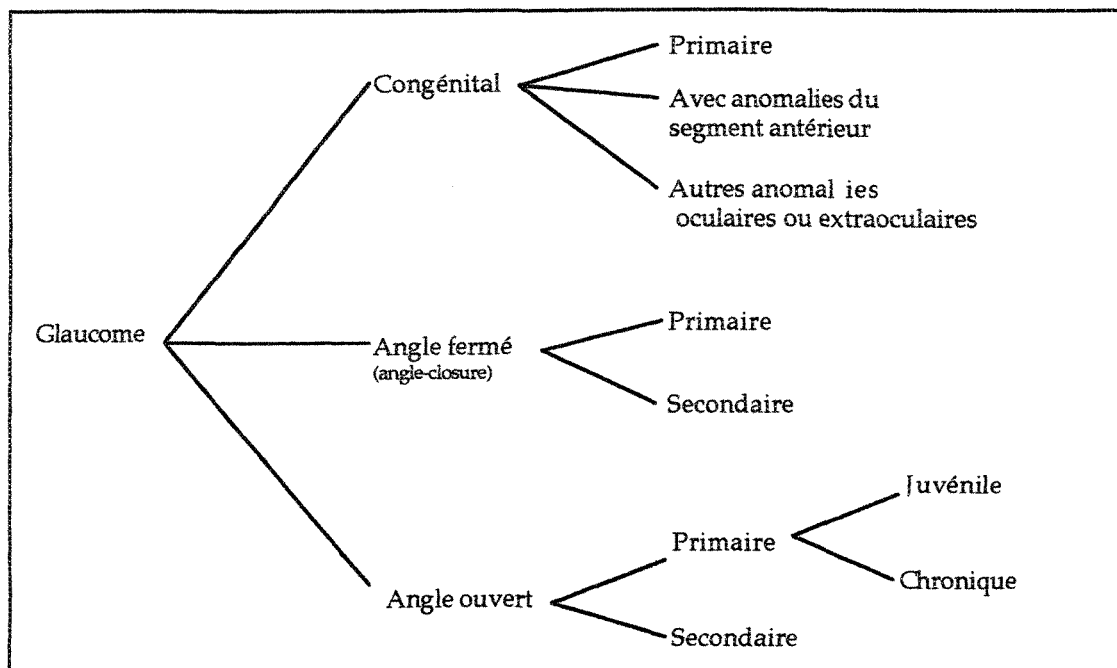 Primaire
Congénital
Avec anomalies du
segment antérieur
Autres anomal ies
oculaires ou extraoculaires
Glaucome
Angle fermé
(angle-closure)
Primaire
Secondaire
Angle ouvert
Primaire
Juvénile
Chronique
Secondaire